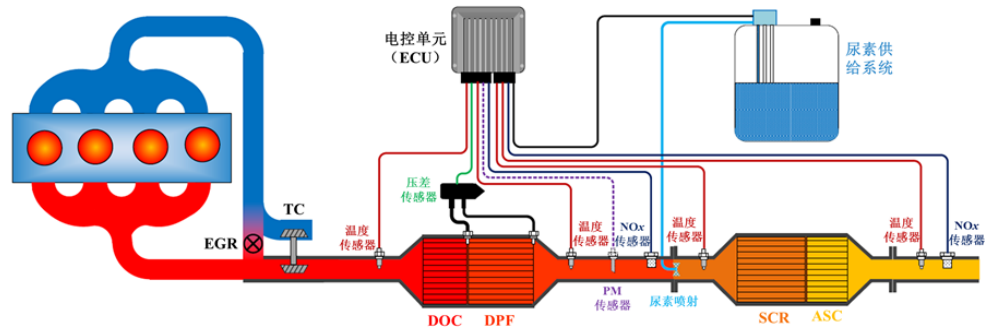 电控单元
（ECU）
尿素供
给系统
压差
传感器
TC
EGR
温度
传感器
温度
传感器
NOx
传感器
温度
传感器
温度
传感器
NOx
传感器
PM
传感器
尿素喷射
DOC
DPF
SCR
ASC